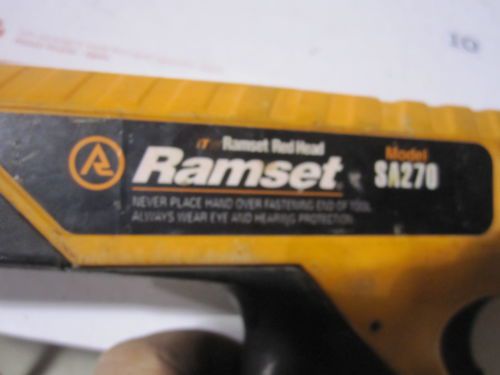 ITW Ramset Red Head
Ramset
Model
SA270
NEVER PLACE HAND OVER FASTENING END OF TOOL
ALWAYS WEAR EYE AND HEARING PROTECTION.
10